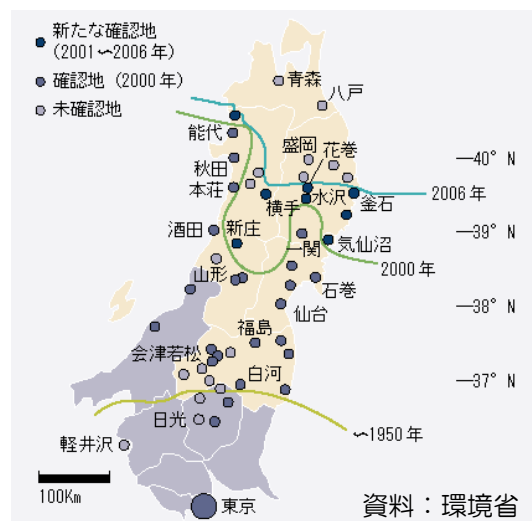 新たな確認地
(2001～2006年)
確認地 (2000年)
未確認地
青森
八戸
能代
盛岡
花巻
40° N
秋田
本荘
横手
水沢
釜石
2006年
酒田
新庄
一関
気仙沼
39° N
2000年
山形
石巻
仙台
38° N
福島
会津若松
白河
37° N
日光
～1950年
軽井沢
100Km
東京
資料：環境省